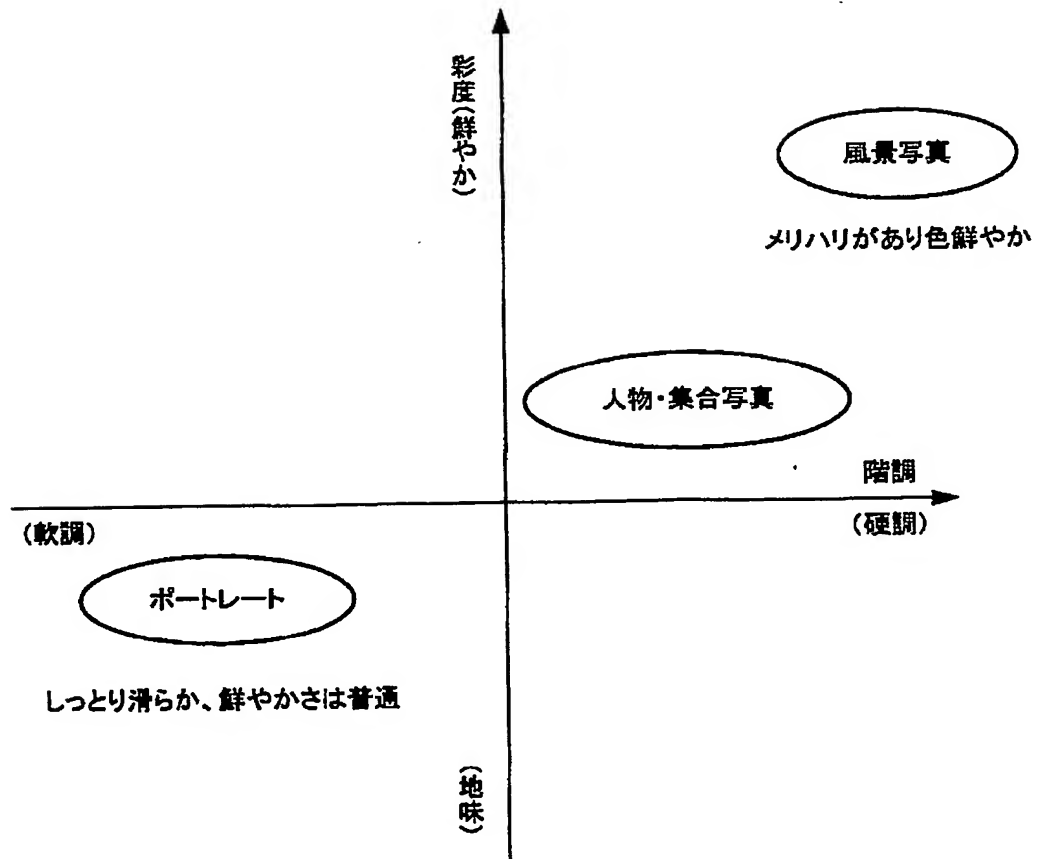 彩度(鮮やか)
風景写真
メリハリがあり色鮮やか
人物・集合写真
階調
(軟調)
(硬調)
ポートレート
しっとり滑らか、鮮やかさは普通
(地味)